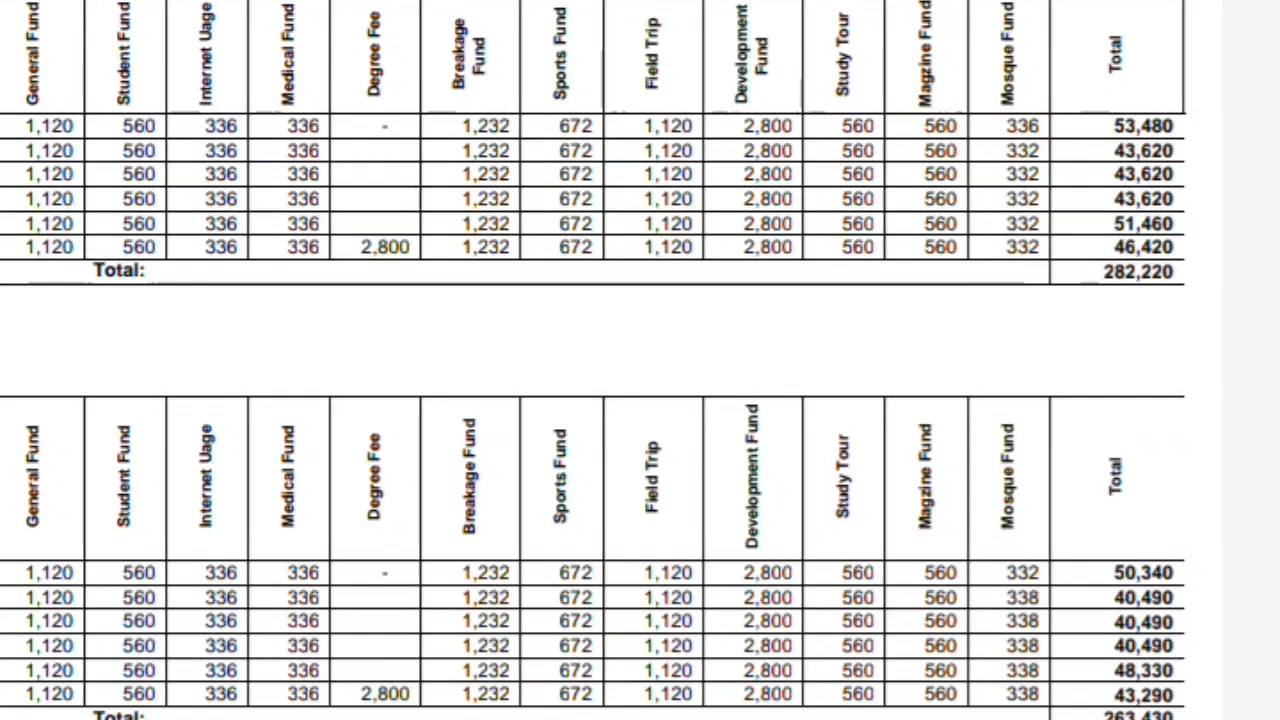 General Fund Student Fund Internet Uage Medical Fund Degree Fee Breakage Fund Sports Fund Field Trip Development Fund Study Tour Magzine Fund Mosque Fund Total
1,120 560 336 336 - 1,232 672 1,120 2,800 560 560 336 53,480
1,120 560 336 336 1,232 672 1,120 2,800 560 560 332 43,620
1,120 560 336 336 1,232 672 1,120 2,800 560 560 332 43,620
1,120 560 336 336 1,232 672 1,120 2,800 560 560 332 43,620
1,120 560 336 336 1,232 672 1,120 2,800 560 560 332 51,460
1,120 560 336 336 2,800 1,232 672 1,120 2,800 560 560 332 46,420
Total: 282,220
General Fund Student Fund Internet Uage Medical Fund Degree Fee Breakage Fund Sports Fund Field Trip Development Fund Study Tour Magzine Fund Mosque Fund Total
1,120 560 336 336 - 1,232 672 1,120 2,800 560 560 332 50,340
1,120 560 336 336 1,232 672 1,120 2,800 560 560 338 40,490
1,120 560 336 336 1,232 672 1,120 2,800 560 560 338 40,490
1,120 560 336 336 1,232 672 1,120 2,800 560 560 338 40,490
1,120 560 336 336 1,232 672 1,120 2,800 560 560 338 48,330
1,120 560 336 336 2,800 1,232 672 1,120 2,800 560 560 338 43,290
Total: 263,430